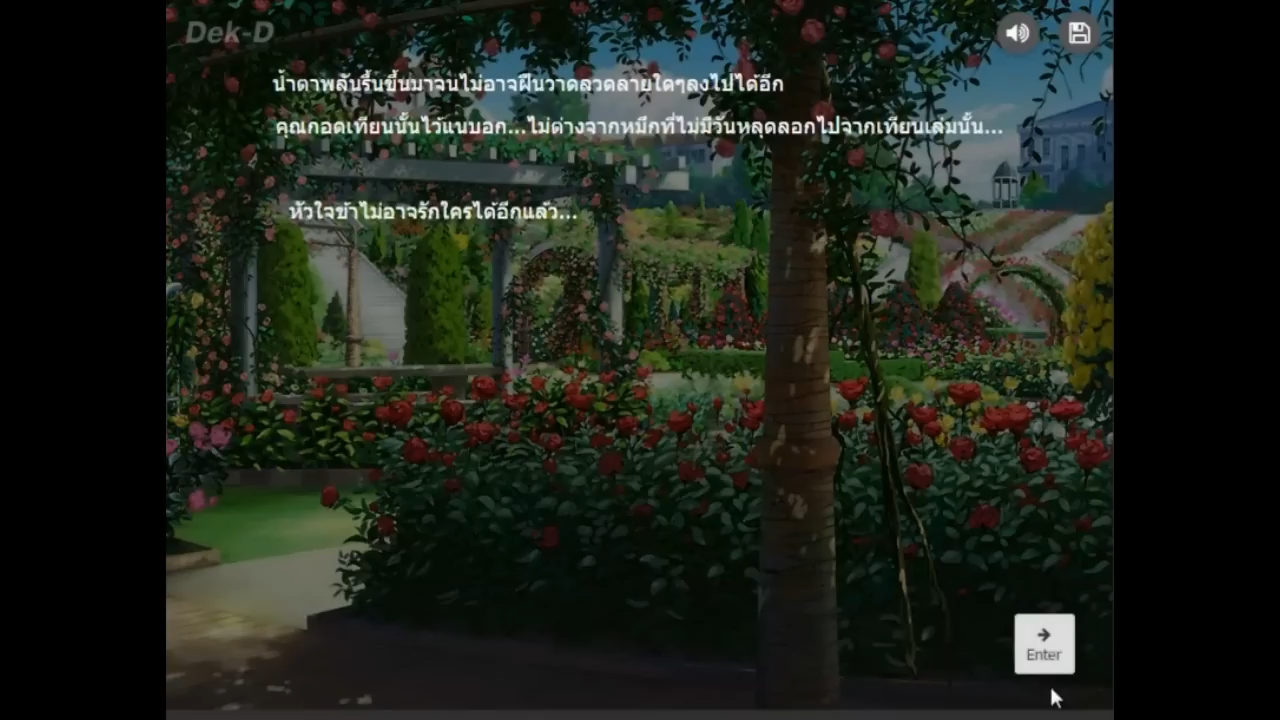 Dek-D
น้ำตาพลันรื้นขึ้นมาจนไม่อาจฝืนวาดลวดลายใดๆลงไปได้อีก
คุณกอดเทียนนั้นไว้แนบอก...ไม่ต่างจากหมึกที่ไม่มีวันหลุดลอกไปจากเทียนเล่มนั้น...
หัวใจข้าไม่อาจรักใครได้อีกแล้ว...
Enter